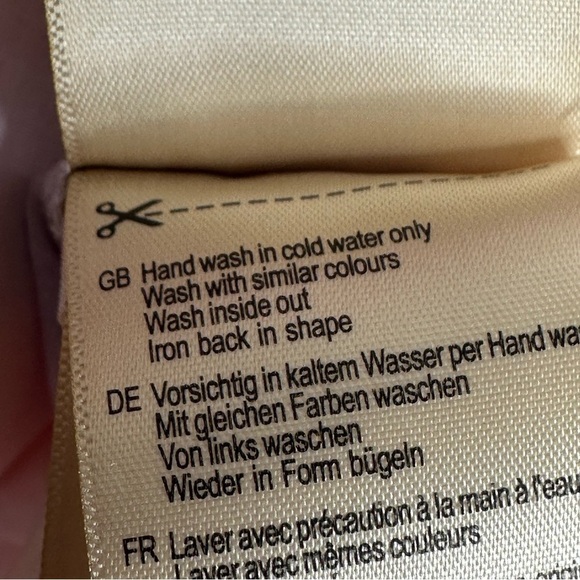 GB Hand wash in cold water only
Wash with similar colours
Wash inside out
Iron back in shape
DE Vorsichtig in kaltem Wasser per Hand wa
Mit gleichen Farben waschen
Von links waschen
Wieder in Form bügeln
FR Laver avec précaution à la main à l'eau
Laver avec mêmes couleurs